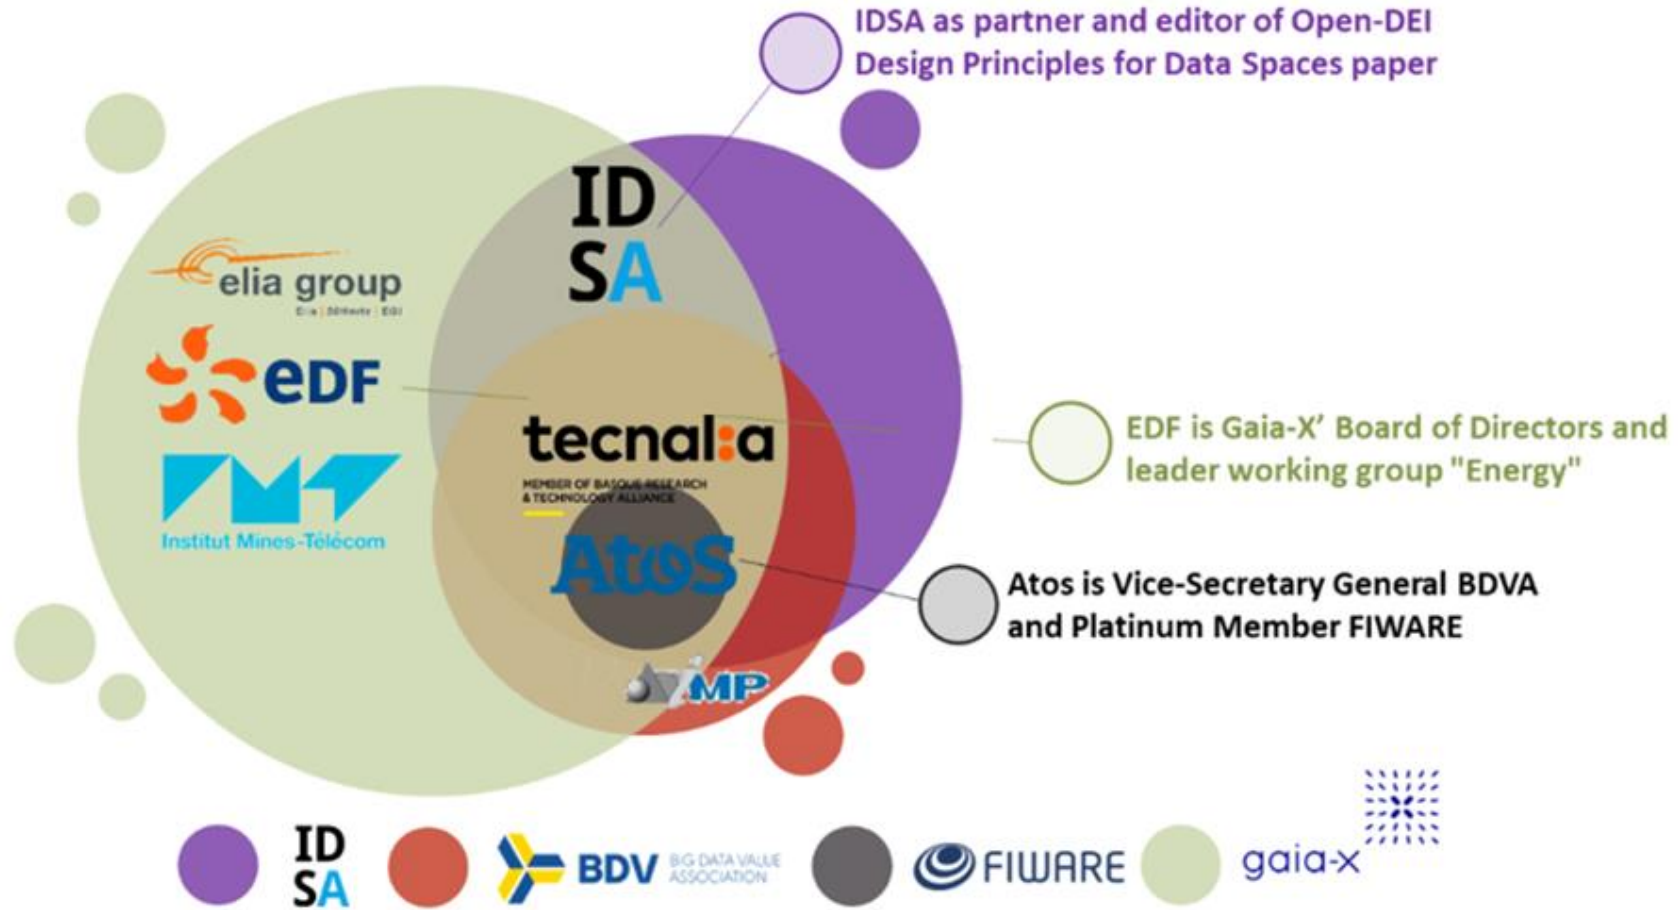 IDSA as partner and editor of Open-DEI
Design Principles for Data Spaces paper
ID
SA
elia group
eDF
tecnal:a
MEMBER OF BASQUE RESEARCH
& TECHNOLOGY ALLIANCE
Institut Mines-Télécom
EDF is Gaia-X’ Board of Directors and
leader working group "Energy"
Atos
Atos is Vice-Secretary General BDVA
and Platinum Member FIWARE
MP
ID
SA
BDV
BIG DATA VALUE
ASSOCIATION
FIWARE
gaia-x